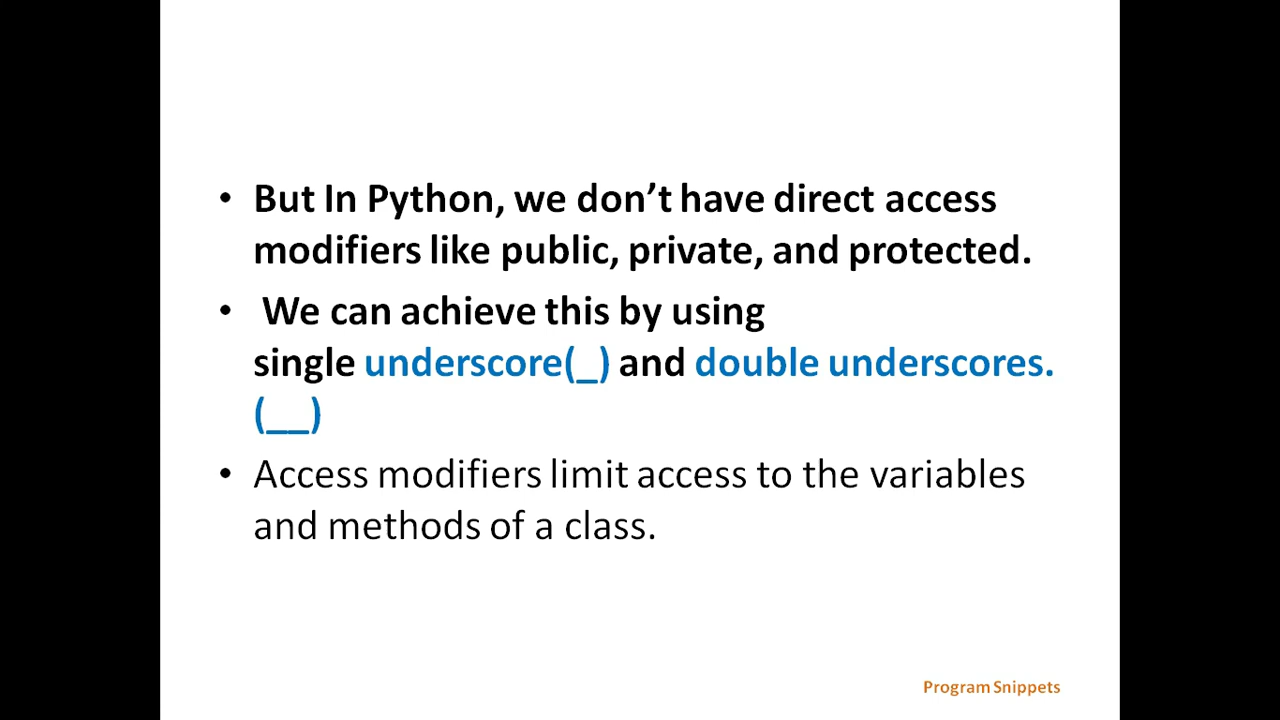 • But In Python, we don’t have direct access
modifiers like public, private, and protected.
• We can achieve this by using
single underscore(_) and double underscores.
(__)
• Access modifiers limit access to the variables
and methods of a class.
Program Snippets